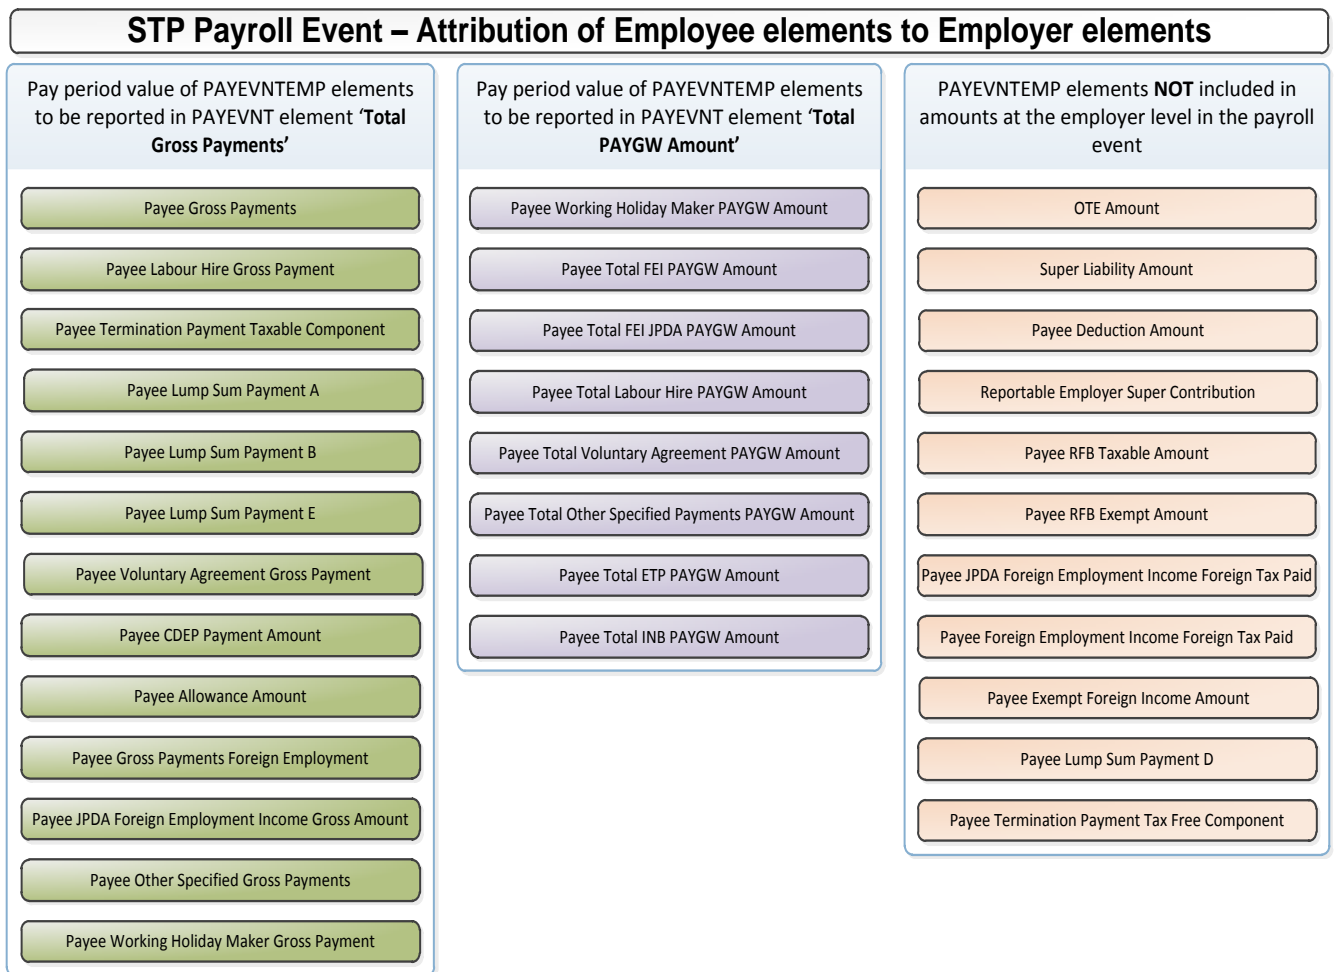 STP Payroll Event – Attribution of Employee elements to Employer elements
Pay period value of PAYEVNTEMP elements
to be reported in PAYEVNT element ‘Total
Gross Payments’
Payee Gross Payments
Payee Labour Hire Gross Payment
Payee Termination Payment Taxable Component
Payee Lump Sum Payment A
Payee Lump Sum Payment B
Payee Lump Sum Payment E
Payee Voluntary Agreement Gross Payment
Payee CDEP Payment Amount
Payee Allowance Amount
Payee Gross Payments Foreign Employment
Payee JPDA Foreign Employment Income Gross Amount
Payee Other Specified Gross Payments
Payee Working Holiday Maker Gross Payment
Pay period value of PAYEVNTEMP elements
to be reported in PAYEVNT element ‘Total
PAYGW Amount’
Payee Working Holiday Maker PAYGW Amount
Payee Total FEI PAYGW Amount
Payee Total FEI JPDA PAYGW Amount
Payee Total Labour Hire PAYGW Amount
Payee Total Voluntary Agreement PAYGW Amount
Payee Total Other Specified Payments PAYGW Amount
Payee Total ETP PAYGW Amount
Payee Total INB PAYGW Amount
PAYEVNTEMP elements NOT included in
amounts at the employer level in the payroll
event
OTE Amount
Super Liability Amount
Payee Deduction Amount
Reportable Employer Super Contribution
Payee RFB Taxable Amount
Payee RFB Exempt Amount
Payee JPDA Foreign Employment Income Foreign Tax Paid
Payee Foreign Employment Income Foreign Tax Paid
Payee Exempt Foreign Income Amount
Payee Lump Sum Payment D
Payee Termination Payment Tax Free Component